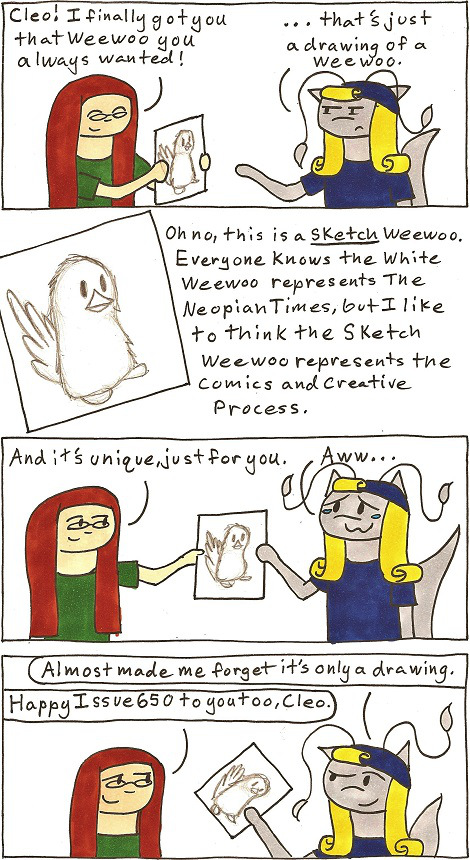 Cleo! I finally got you
that Weewoo you
always wanted!
... that's just
a drawing of a
weewoo.
Oh no, this is a Sketch Weewoo.
Everyone Knows the White
Weewoo represents The
Neopian Times, but I like
to think the Sketch
Weewoo represents the
Comics and Creative
Process.
And it's unique, just for you.
Aww...
Almost made me forget it's only a drawing.
Happy Issue 650 to you too, Cleo.